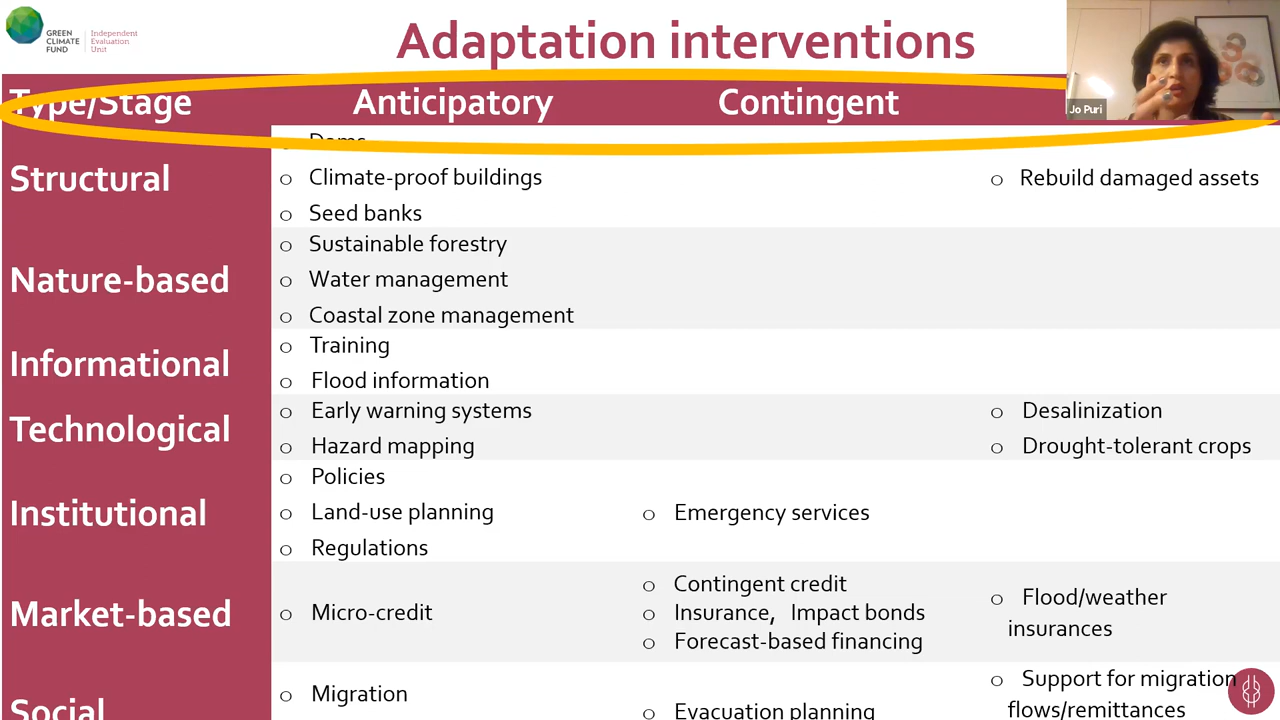 GREEN
CLIMATE
FUND
Independent
Evaluation
Unit
Adaptation interventions
Jo Puri
Type/Stage Anticipatory Contingent
Structural
o Dams
o Climate-proof buildings
o Seed banks
o Rebuild damaged assets
Nature-based
o Sustainable forestry
o Water management
o Coastal zone management
Informational
o Training
o Flood information
Technological
o Early warning systems
o Hazard mapping
o Desalinization
o Drought-tolerant crops
Institutional
o Policies
o Land-use planning
o Regulations
o Emergency services
Market-based
o Micro-credit
o Contingent credit
o Insurance, Impact bonds
o Forecast-based financing
o Flood/weather
insurances
Social
o Migration
o Evacuation planning
o Support for migration
flows/remittances